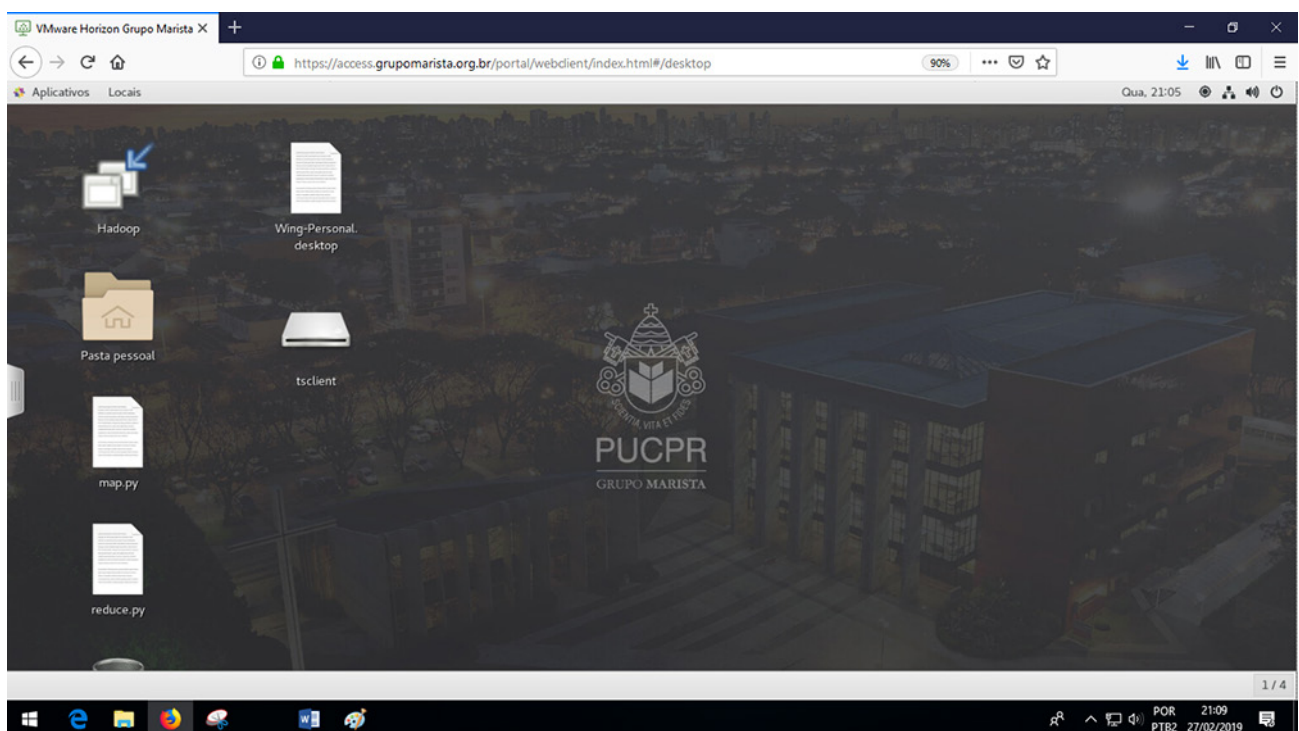 VMware Horizon Grupo Marista
https://access.grupomarista.org.br/portal/webclient/index.html#/desktop
90%
Aplicativos Locais
Qua, 21:05
Hadoop
Wing-Personal.
desktop
Pasta pessoal
tsclient
map.py
SCIENTIA, VITA ET FIDES
PUCPR
GRUPO MARISTA
reduce.py
1 / 4
POR
21:09
PTB2
27/02/2019